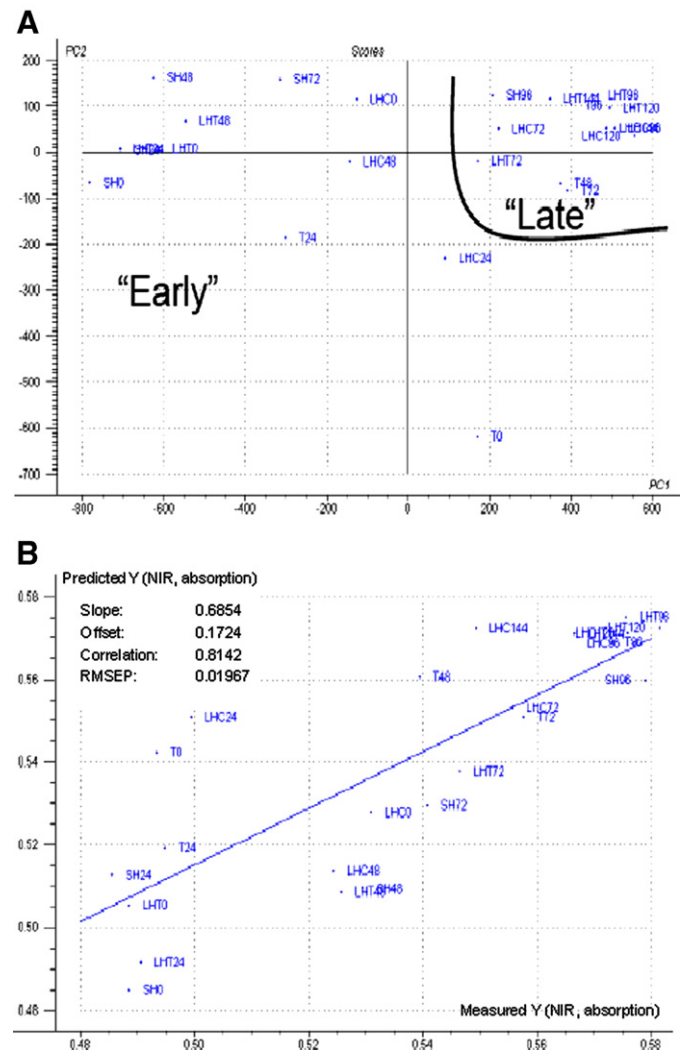 A
PC2 Scores
200
100
0
-100
-200
-300
-400
-500
-600
-700
SH48
SH72
LHC0
SH96
LHT144
LHT96
LHT120
LHT48
LHC72
LHC120
LHT0
LHC48
LHT72
SH0
T48
T72
"Late"
T24
LHC24
"Early"
T0
-800 -600 -400 -200 0 200 400 600
PC1
B
Predicted Y (NIR, absorption)
Slope: 0.6854
Offset: 0.1724
Correlation: 0.8142
RMSEP: 0.01967
0.58
0.56
0.54
0.52
0.50
0.48
LHC144
LHT96
LHT120
T48
SH96
LHC24
LHC72
T72
T0
LHT72
SH72
LHC0
T24
SH24
LHC48
LHT48
SH48
LHT0
LHT24
SH0
Measured Y (NIR, absorption)
0.48 0.50 0.52 0.54 0.56 0.58